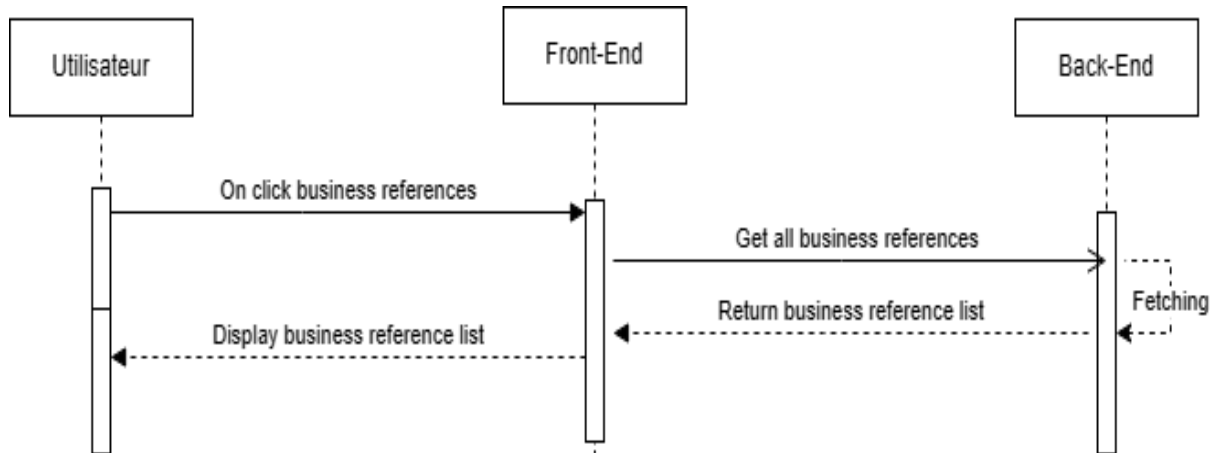 Utilisateur
Front-End
Back-End
On click business references
Get all business references
Fetching
Return business reference list
Display business reference list